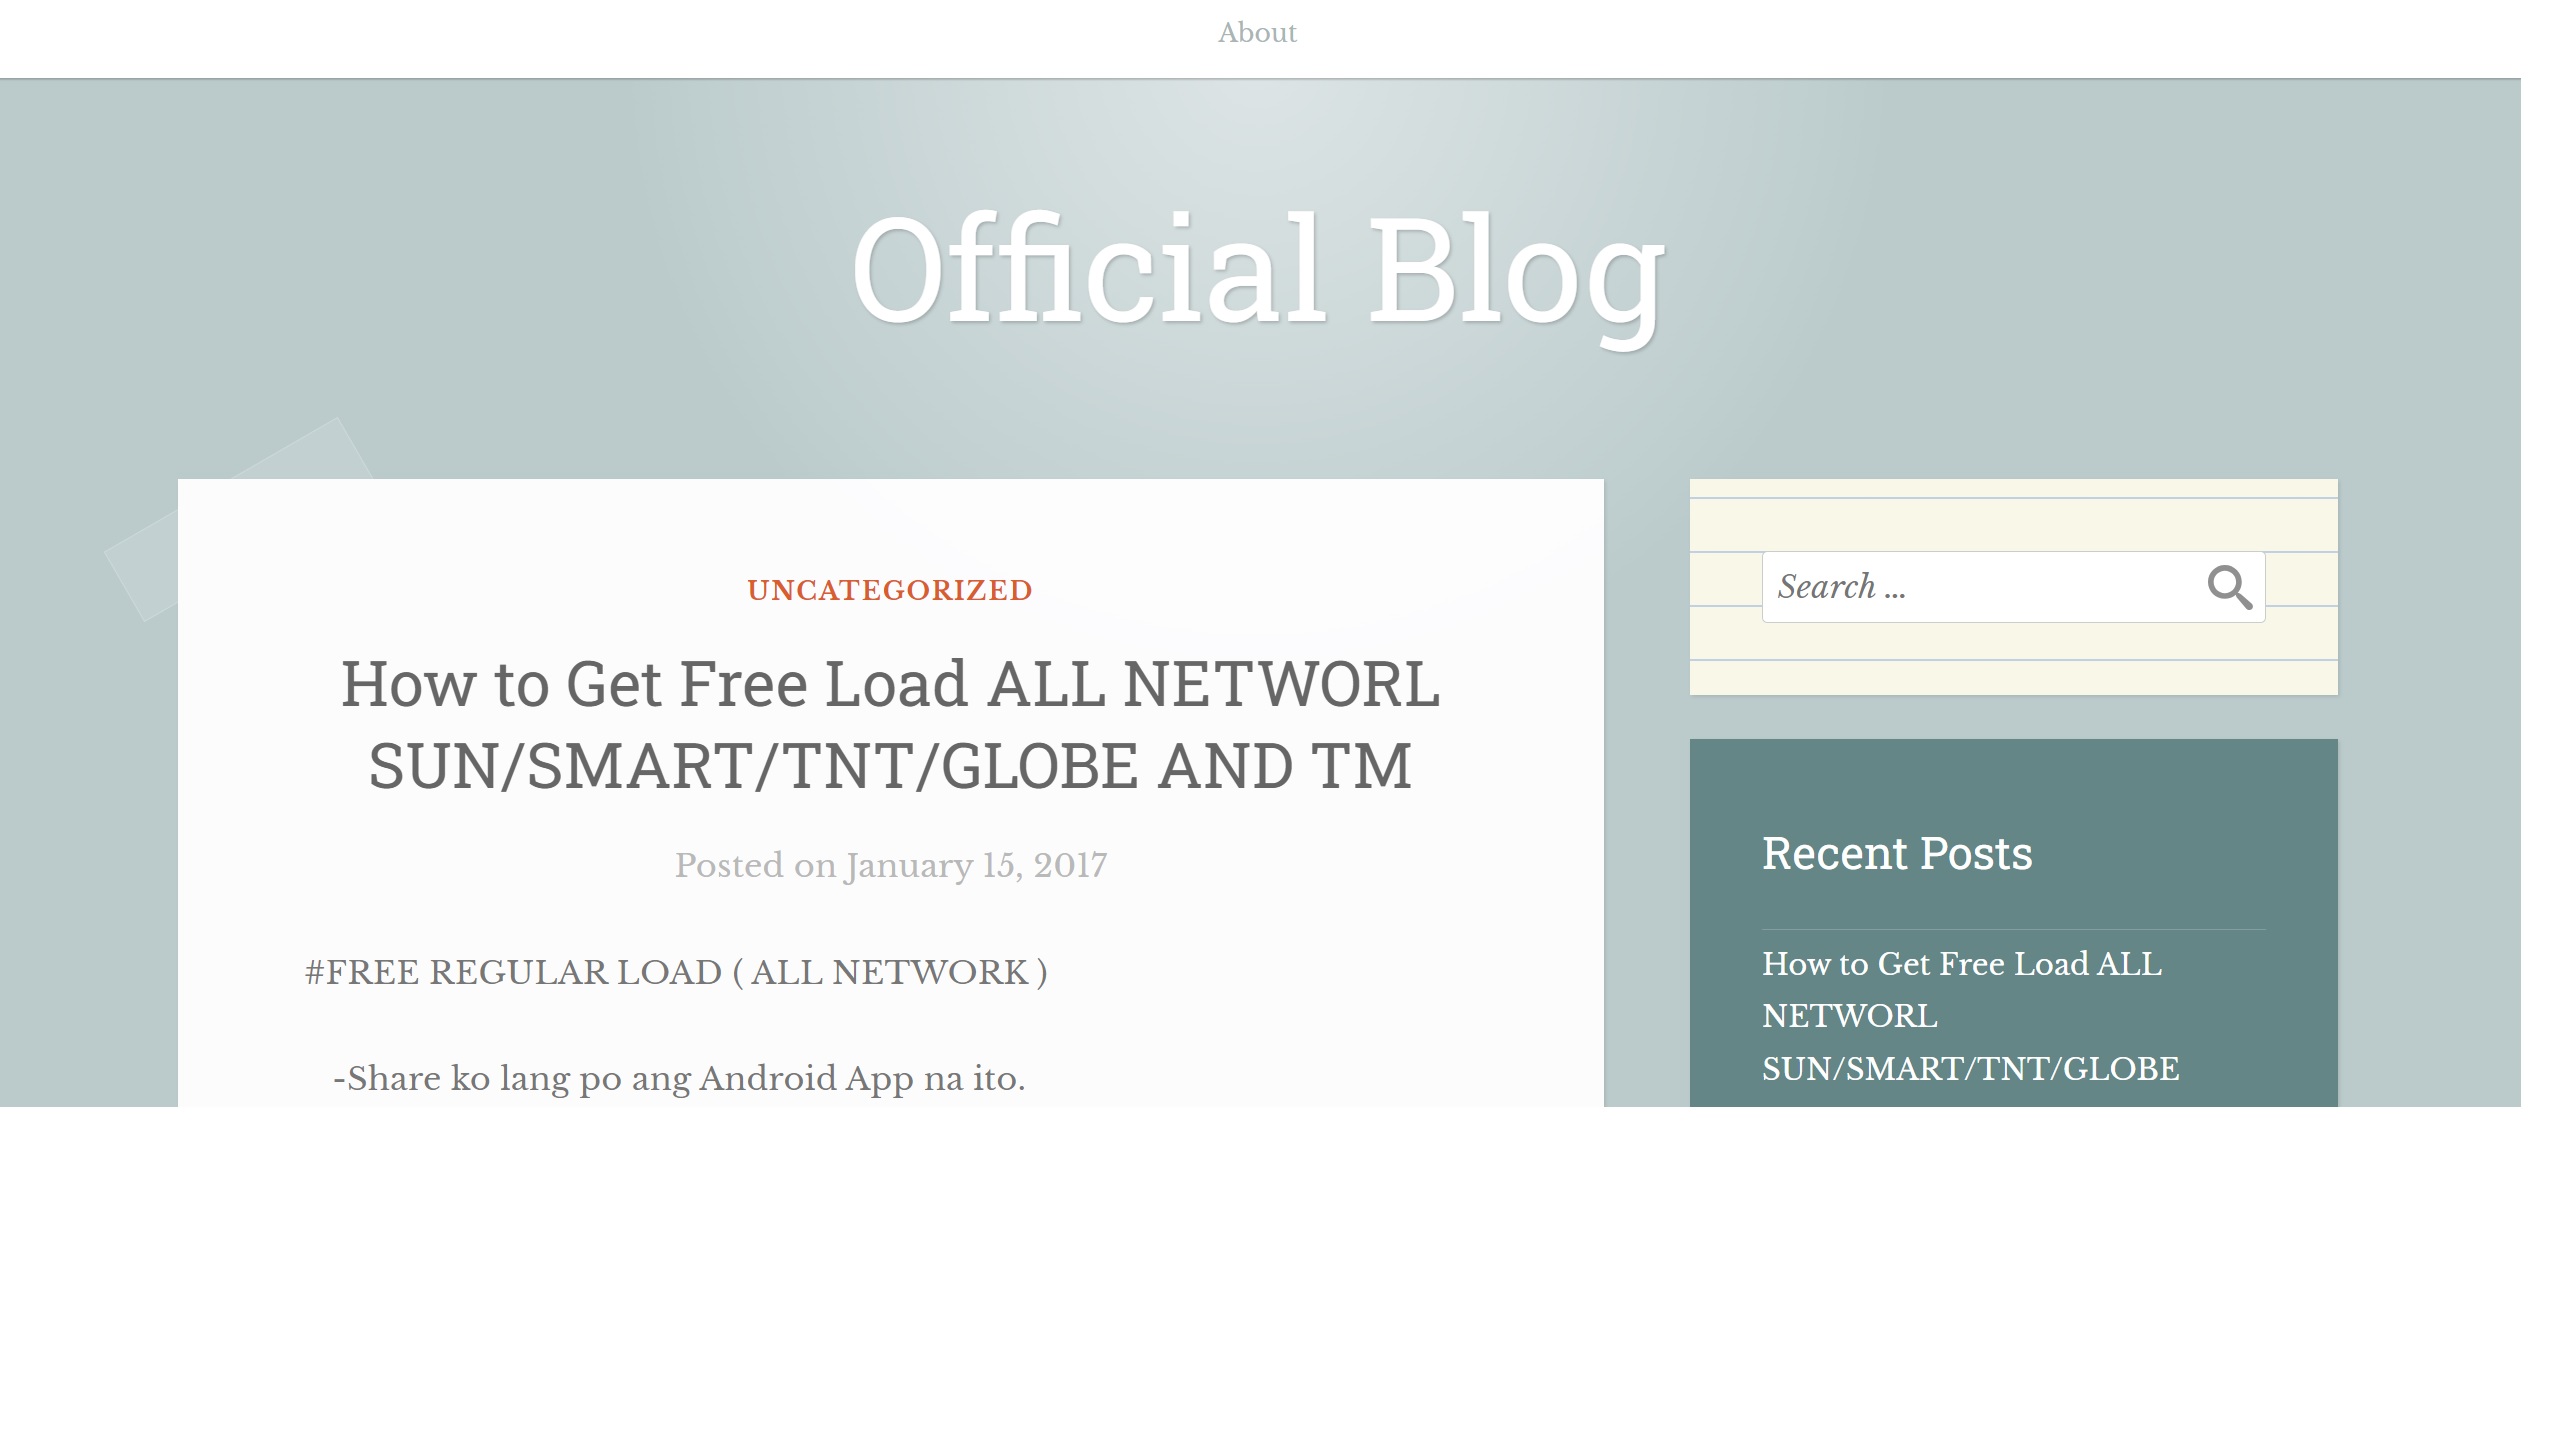 About
Official Blog
UNCATEGORIZED
How to Get Free Load ALL NETWORL
SUN/SMART/TNT/GLOBE AND TM
Posted on January 15, 2017
#FREE REGULAR LOAD ( ALL NETWORK )
-Share ko lang po ang Android App na ito.
Search ...
Recent Posts
How to Get Free Load ALL
NETWORL
SUN/SMART/TNT/GLOBE